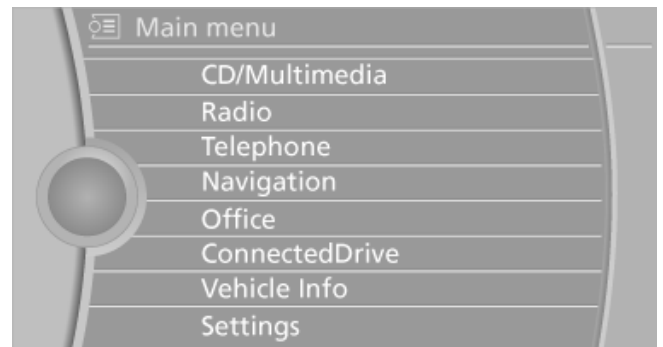 Main menu
CD/Multimedia
Radio
Telephone
Navigation
Office
ConnectedDrive
Vehicle Info
Settings